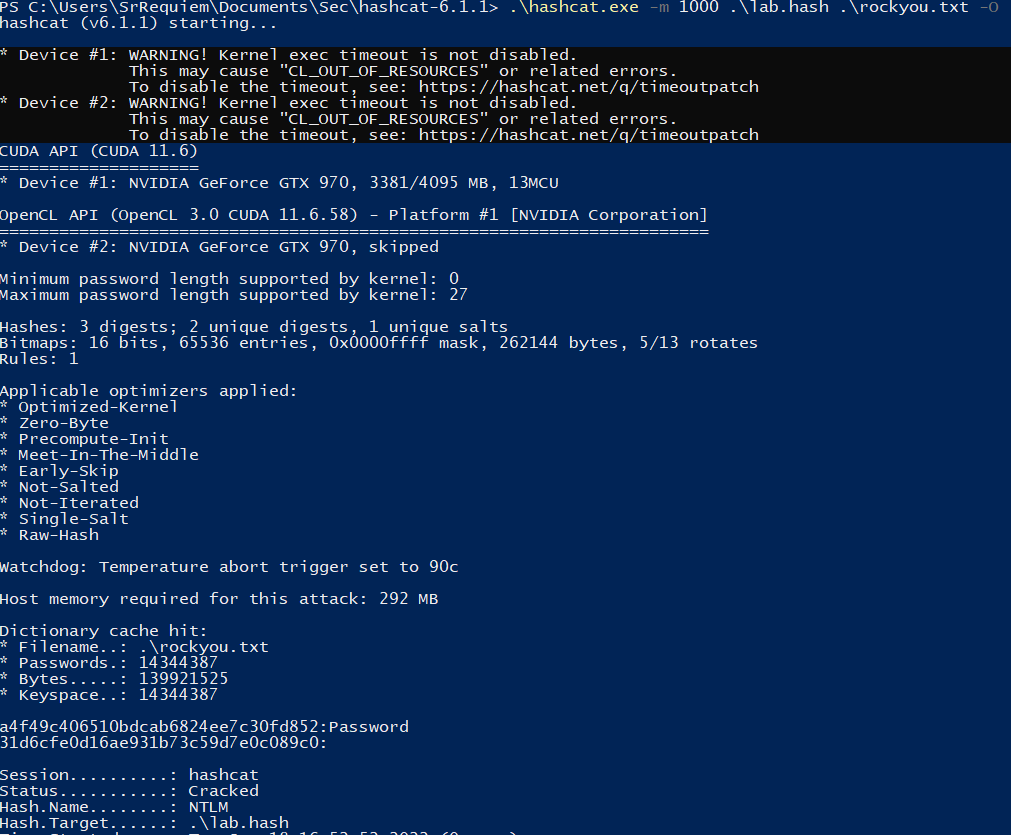 PS C:\Users\SrRequiem\Documents\Sec\hashcat-6.1.1> .\hashcat.exe -m 1000 .\lab.hash .\rockyou.txt -O
hashcat (v6.1.1) starting...
* Device #1: WARNING! Kernel exec timeout is not disabled.
This may cause "CL_OUT_OF_RESOURCES" or related errors.
To disable the timeout, see: https://hashcat.net/q/timeoutpatch
* Device #2: WARNING! Kernel exec timeout is not disabled.
This may cause "CL_OUT_OF_RESOURCES" or related errors.
To disable the timeout, see: https://hashcat.net/q/timeoutpatch
CUDA API (CUDA 11.6)
====================
* Device #1: NVIDIA GeForce GTX 970, 3381/4095 MB, 13MCU
OpenCL API (OpenCL 3.0 CUDA 11.6.58) - Platform #1 [NVIDIA Corporation]
=======================================================================
* Device #2: NVIDIA GeForce GTX 970, skipped
Minimum password length supported by kernel: 0
Maximum password length supported by kernel: 27
Hashes: 3 digests; 2 unique digests, 1 unique salts
Bitmaps: 16 bits, 65536 entries, 0x0000ffff mask, 262144 bytes, 5/13 rotates
Rules: 1
Applicable optimizers applied:
* Optimized-Kernel
* Zero-Byte
* Precompute-Init
* Meet-In-The-Middle
* Early-Skip
* Not-Salted
* Not-Iterated
* Single-Salt
* Raw-Hash
Watchdog: Temperature abort trigger set to 90c
Host memory required for this attack: 292 MB
Dictionary cache hit:
* Filename..: .\rockyou.txt
* Passwords.: 14344387
* Bytes.....: 139921525
* Keyspace..: 14344387
a4f49c406510bdcab6824ee7c30fd852:Password
31d6cfe0d16ae931b73c59d7e0c089c0:
Session..........: hashcat
Status...........: Cracked
Hash.Name........: NTLM
Hash.Target......: .\lab.hash